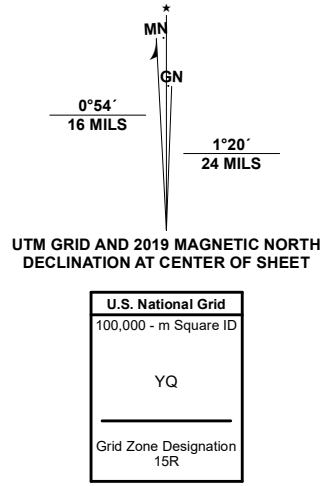 MN
GN
0°54´
16 MILS
1°20´
24 MILS
UTM GRID AND 2019 MAGNETIC NORTH
DECLINATION AT CENTER OF SHEET
U.S. National Grid
100,000 - m Square ID
YQ
Grid Zone Designation
15R